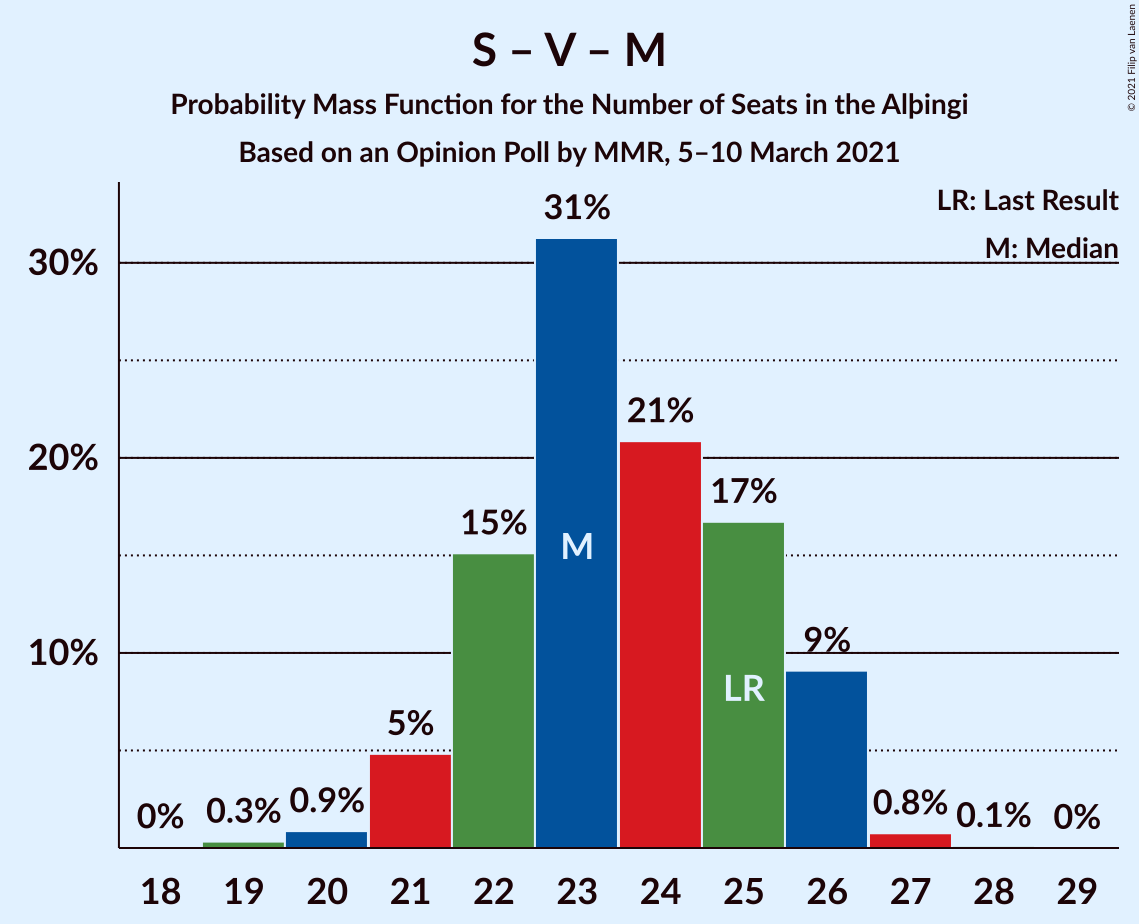 S – V – M
Probability Mass Function for the Number of Seats in the Alþingi
Based on an Opinion Poll by MMR, 5–10 March 2021
© 2021 Filip van Laenen
LR: Last Result
M: Median
30%
20%
10%
0%
0.3%
0.9%
5%
15%
31%
21%
17%
9%
0.8%
0.1%
0%
M
LR
18 19 20 21 22 23 24 25 26 27 28 29